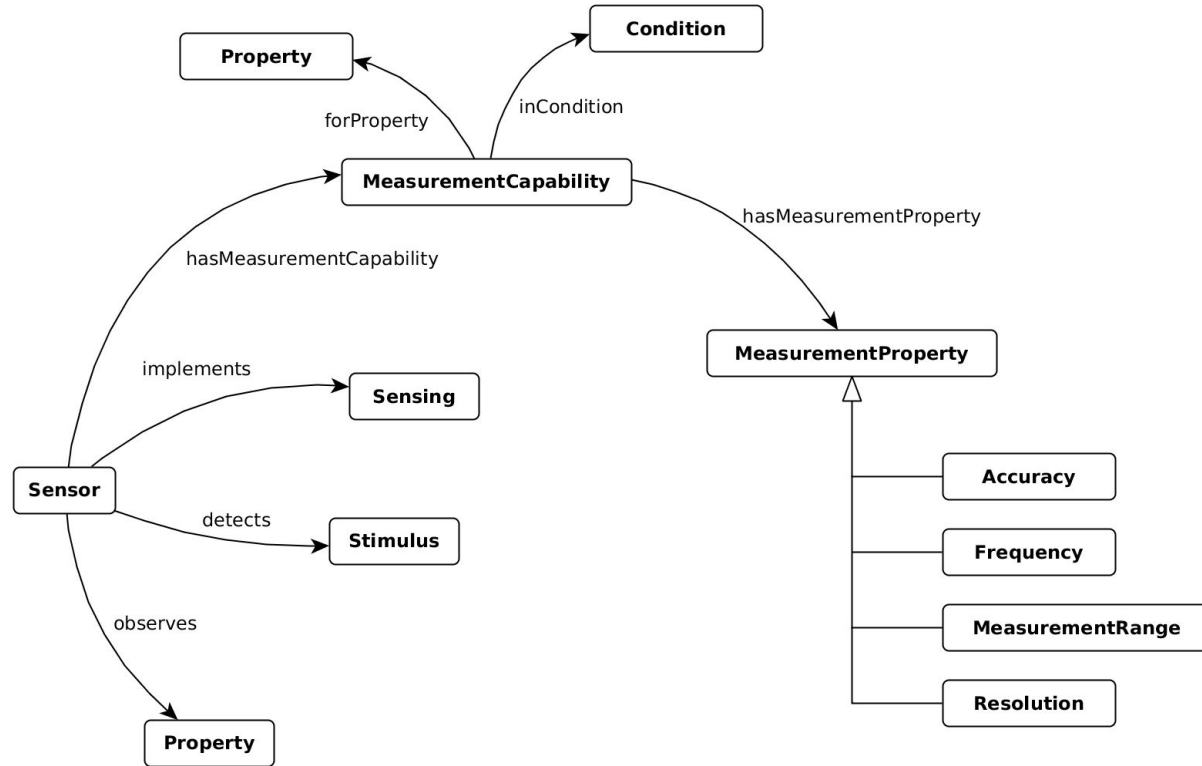 Condition
Property
inCondition
forProperty
MeasurementCapability
hasMeasurementProperty
hasMeasurementCapability
MeasurementProperty
implements
Sensing
Accuracy
Sensor
detects
Stimulus
Frequency
observes
MeasurementRange
Resolution
Property